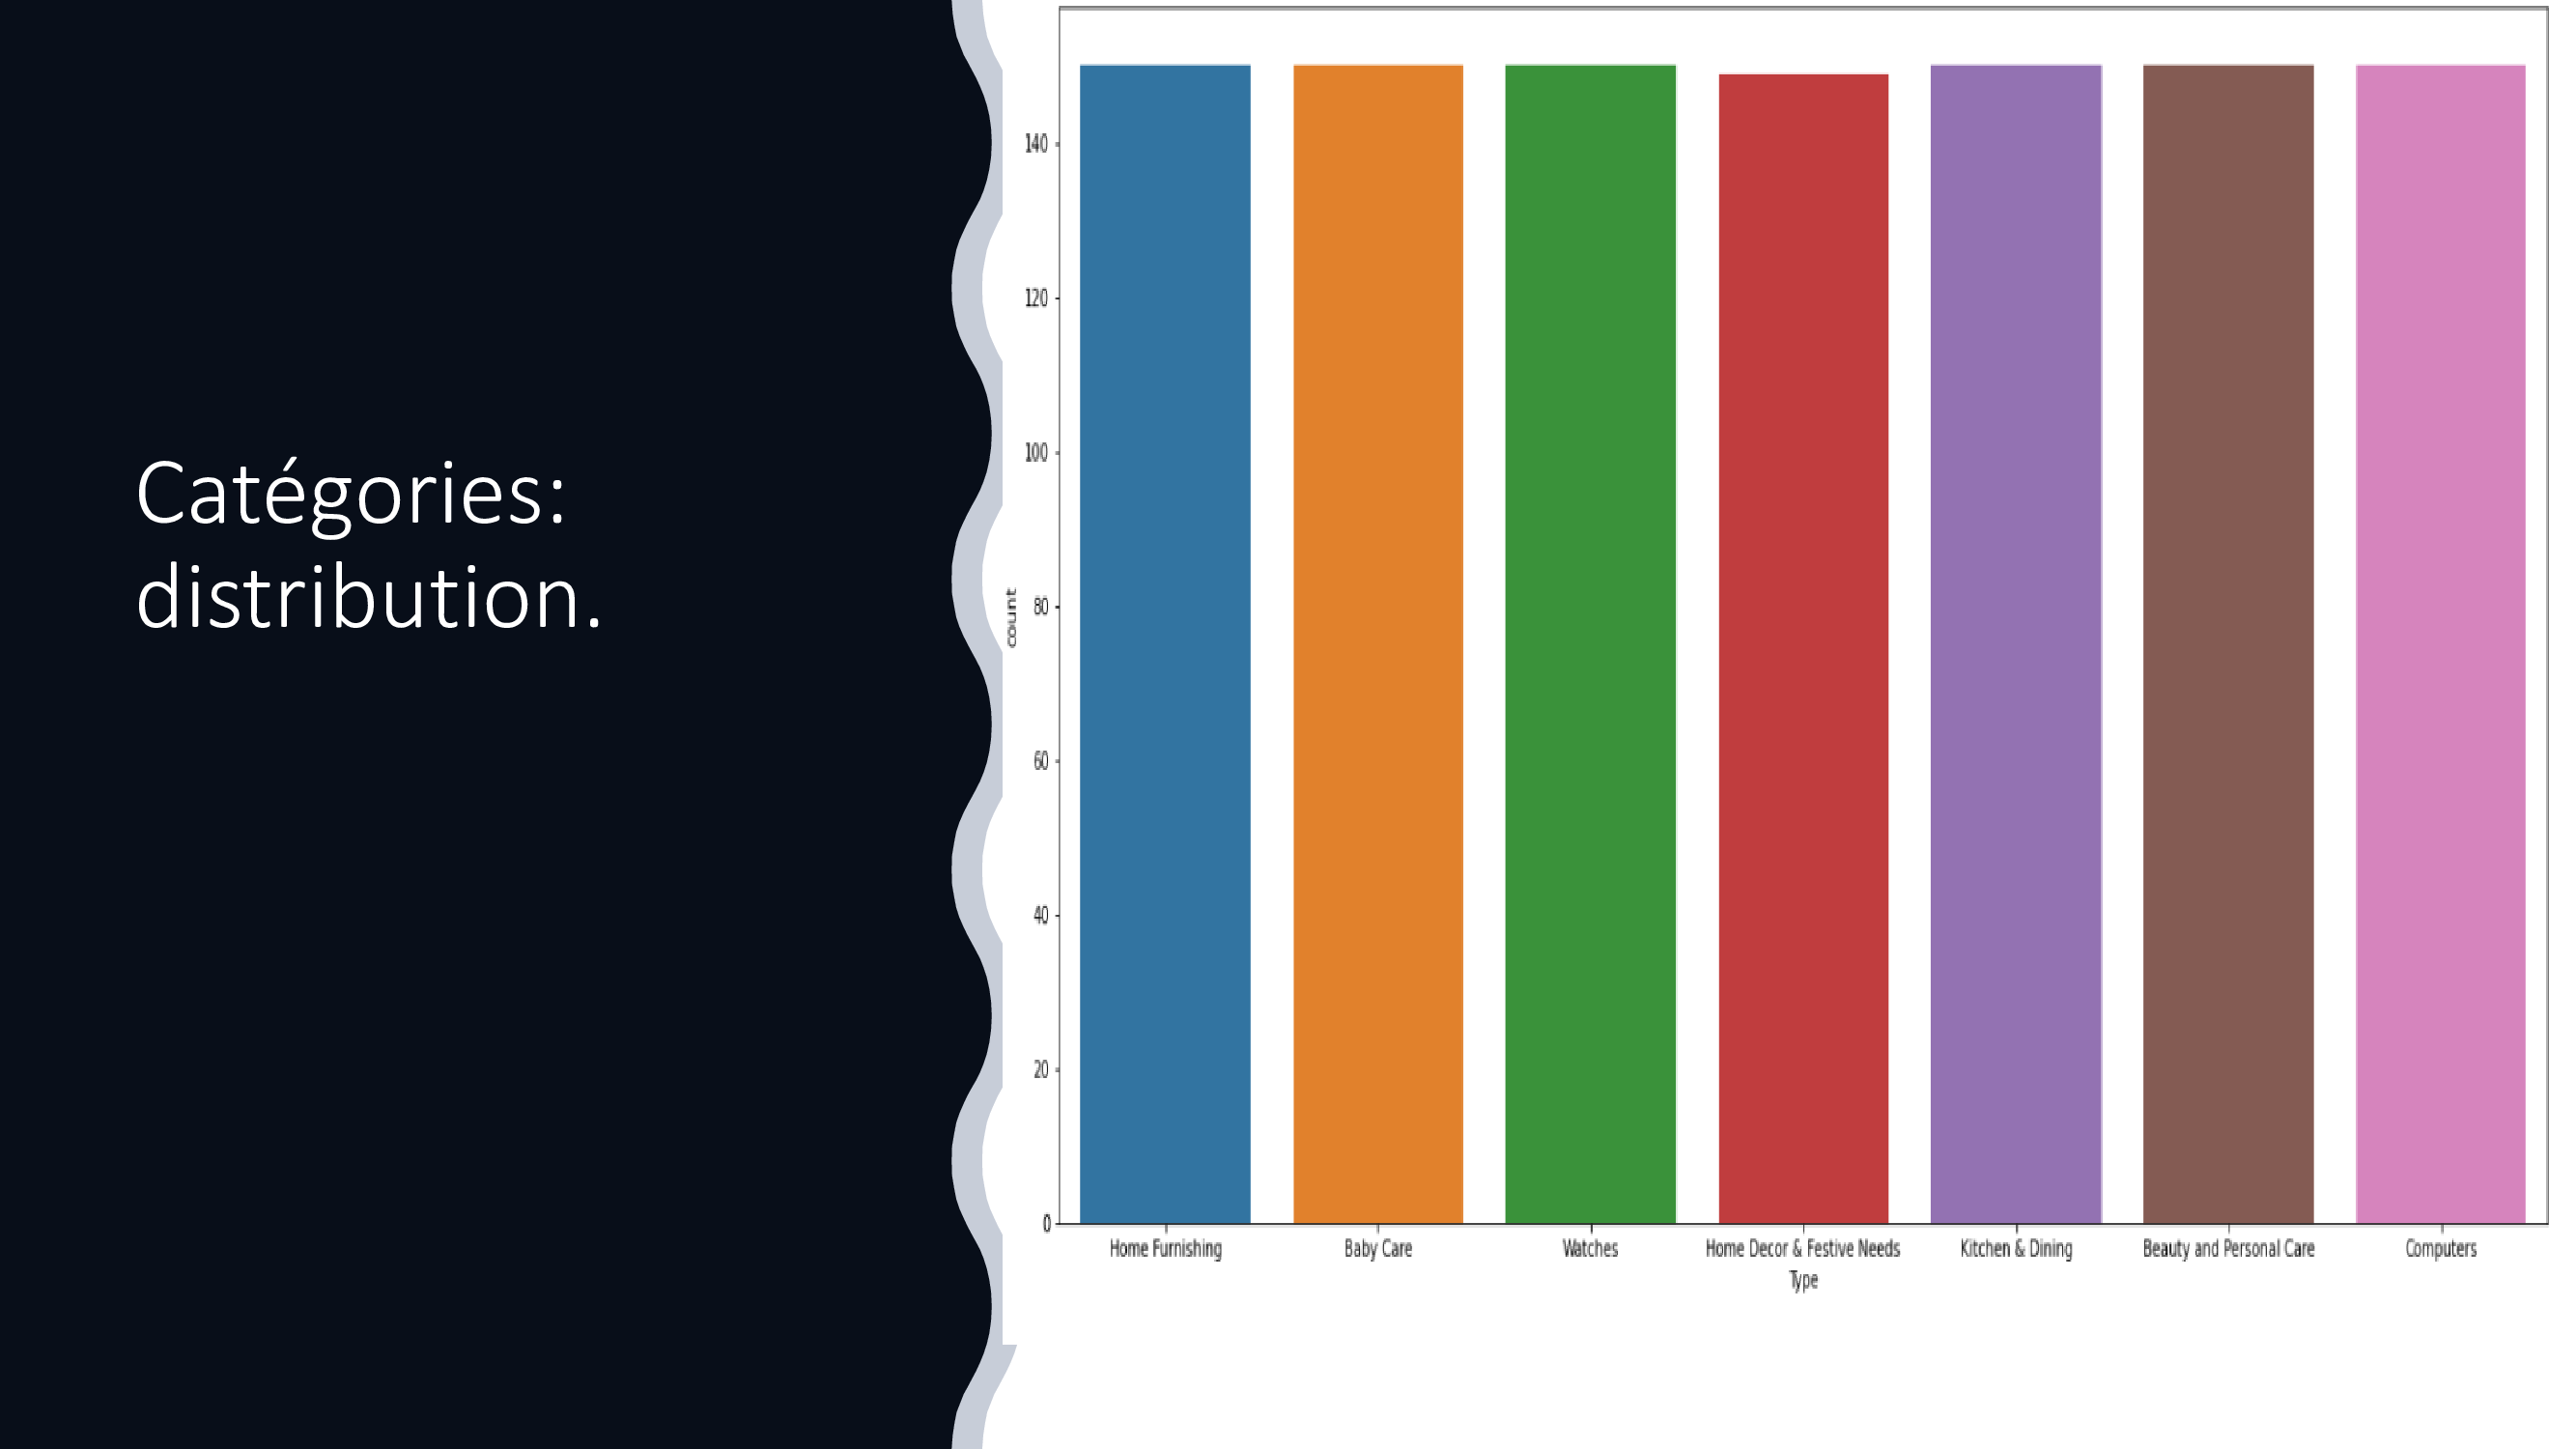 Catégories:
distribution.
140
120
100
80
60
40
20
0
count
Home Furnishing
Baby Care
Watches
Home Decor & Festive Needs
Kitchen & Dining
Beauty and Personal Care
Computers
Type